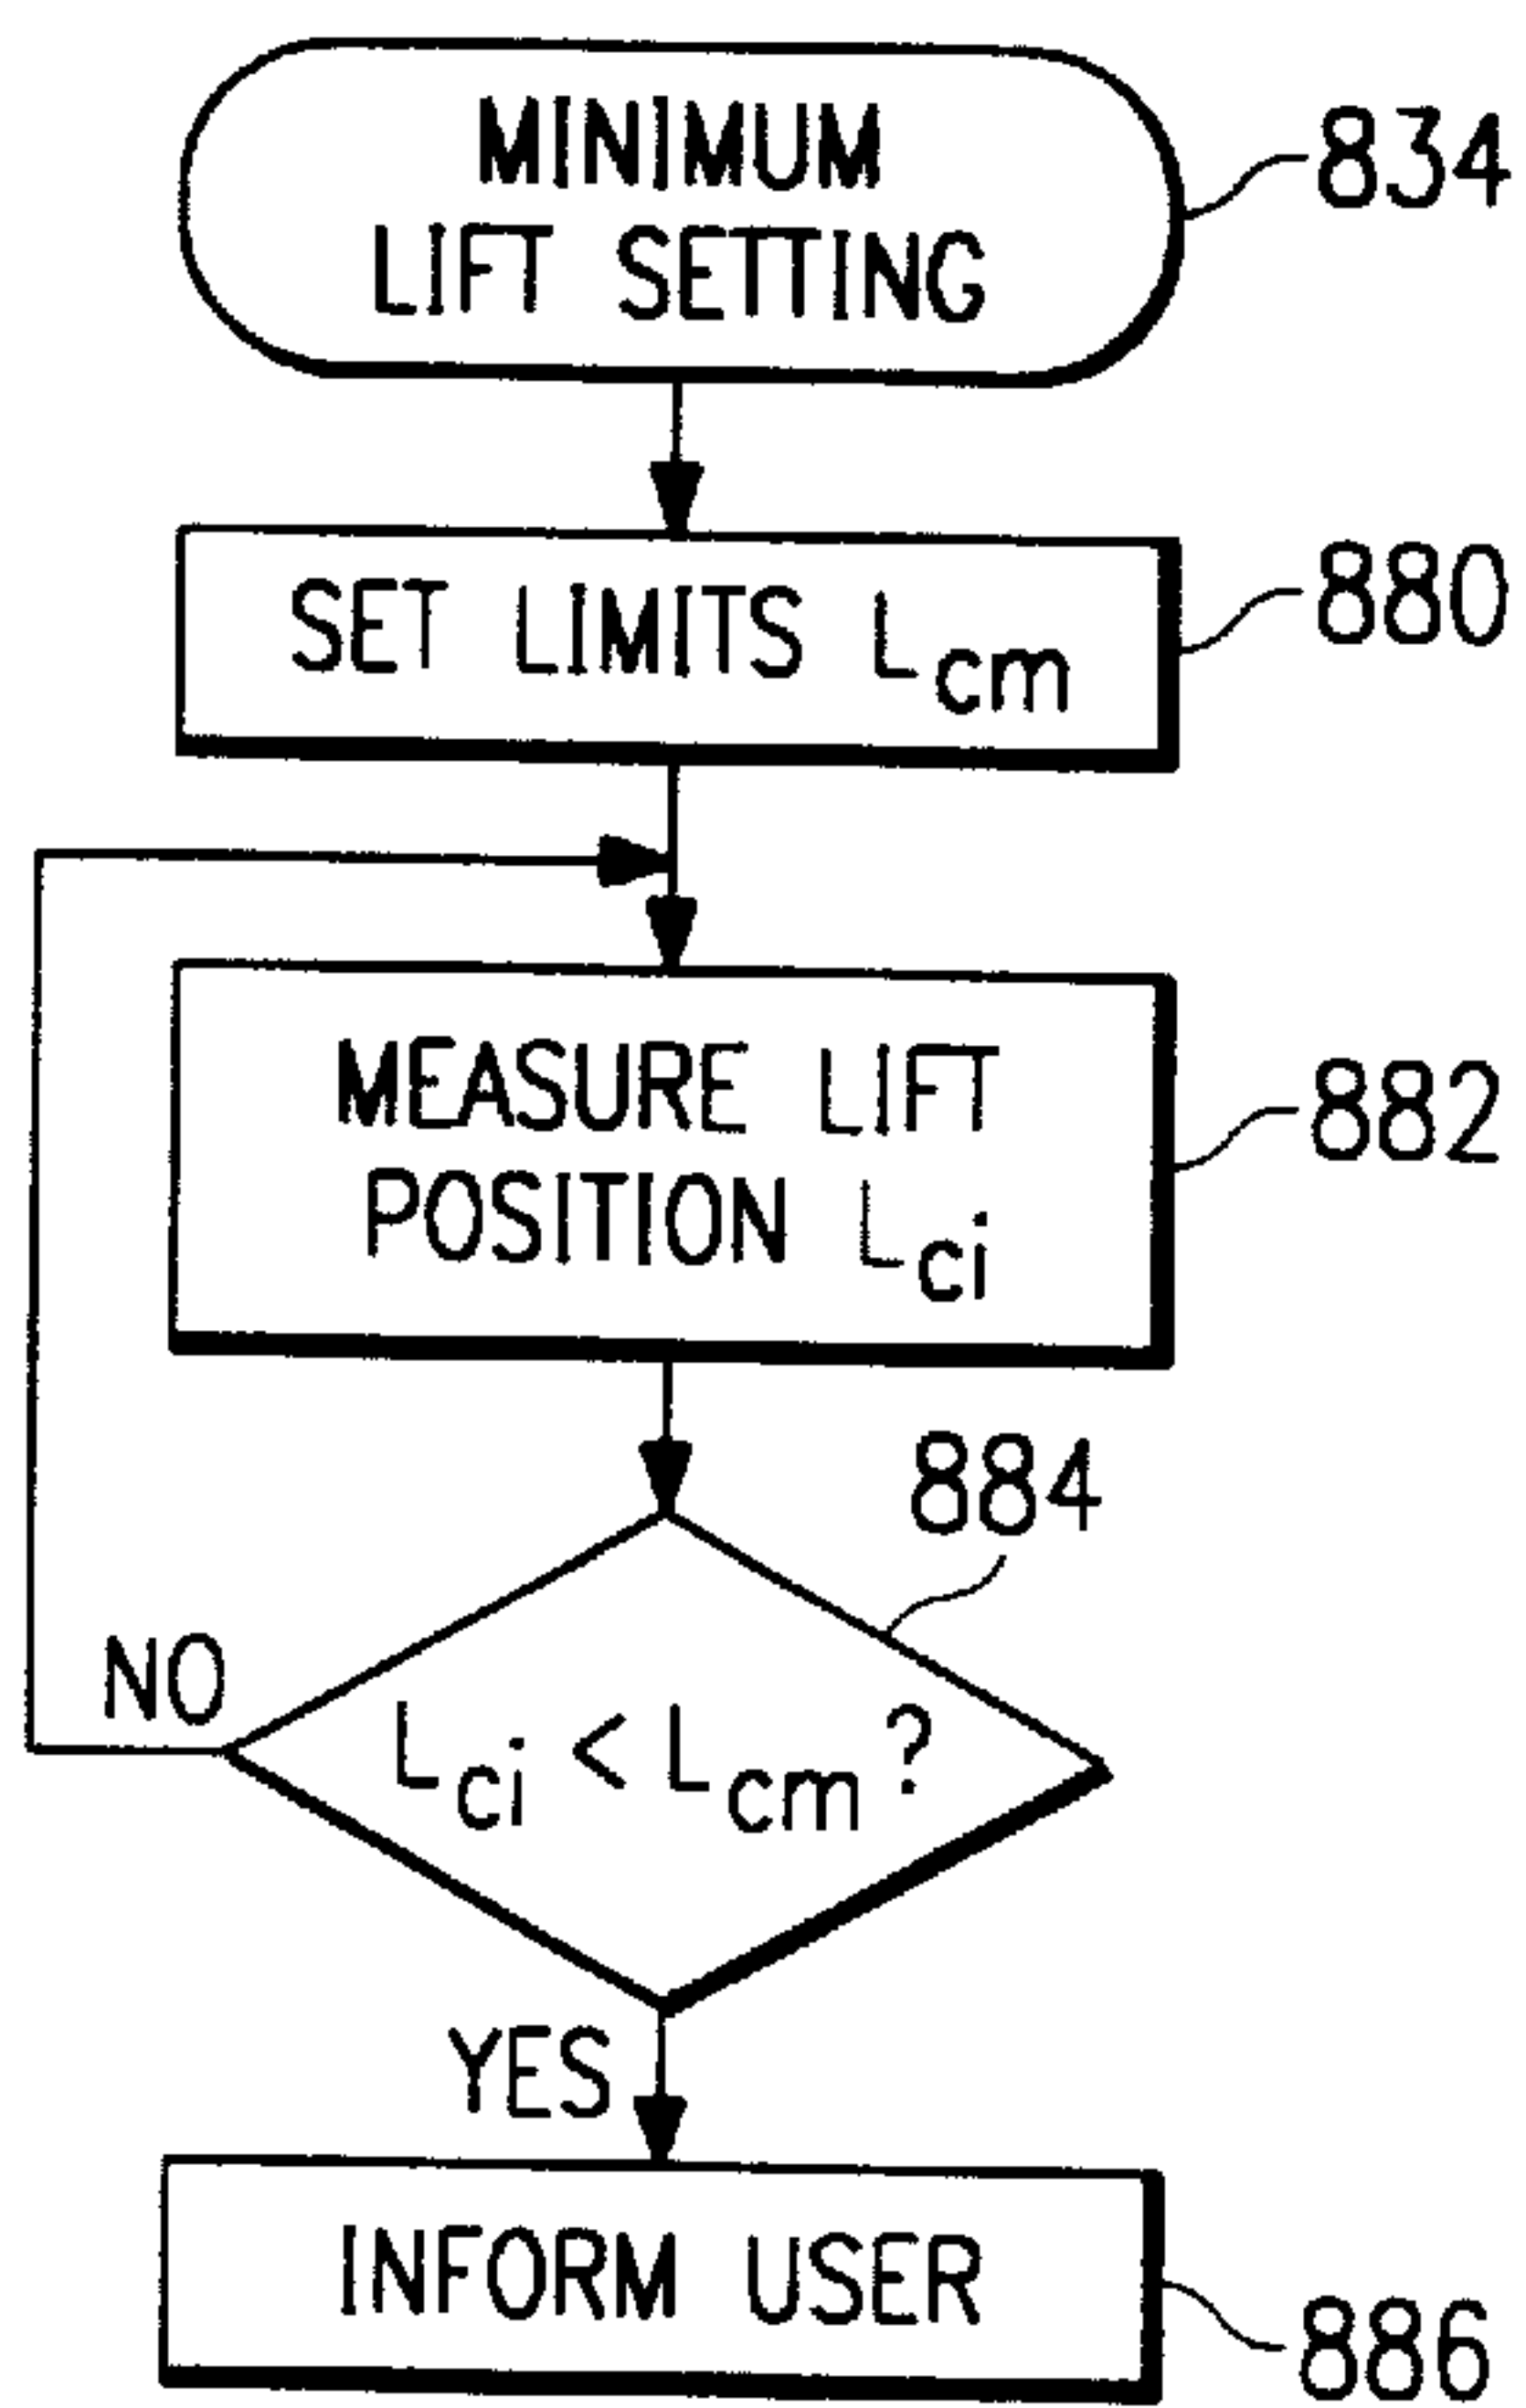 MINIMUM
LIFT SETTING
834
SET LIMITS Lcm
880
MEASURE LIFT
POSITION Lci
882
884
NO
Lci < Lcm ?
YES
INFORM USER
886